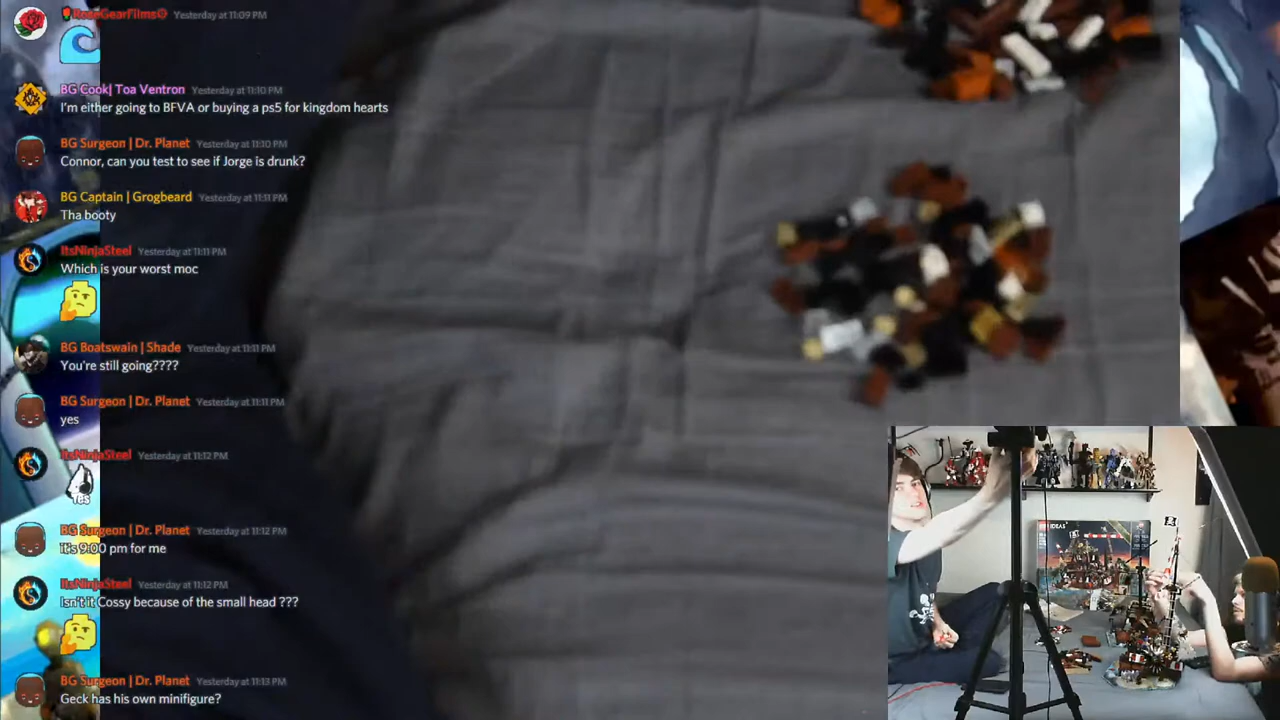 RoseGearFilms Yesterday at 11:09 PM
BG Cook| Toa Ventron Yesterday at 11:10 PM
I'm either going to BFVA or buying a ps5 for kingdom hearts
BG Surgeon | Dr. Planet Yesterday at 11:10 PM
Connor, can you test to see if Jorge is drunk?
BG Captain | Grogbeard Yesterday at 11:11 PM
Tha booty
ItsNinjaSteel Yesterday at 11:11 PM
Which is your worst moc
BG Boatswain | Shade Yesterday at 11:11 PM
You're still going????
BG Surgeon | Dr. Planet Yesterday at 11:11 PM
yes
ItsNinjaSteel Yesterday at 11:12 PM
Yes
BG Surgeon | Dr. Planet Yesterday at 11:12 PM
It's 9:00 pm for me
ItsNinjaSteel Yesterday at 11:12 PM
Isn't it Cossy because of the small head ???
BG Surgeon | Dr. Planet Yesterday at 11:13 PM
Geck has his own minifigure?
IDEAS